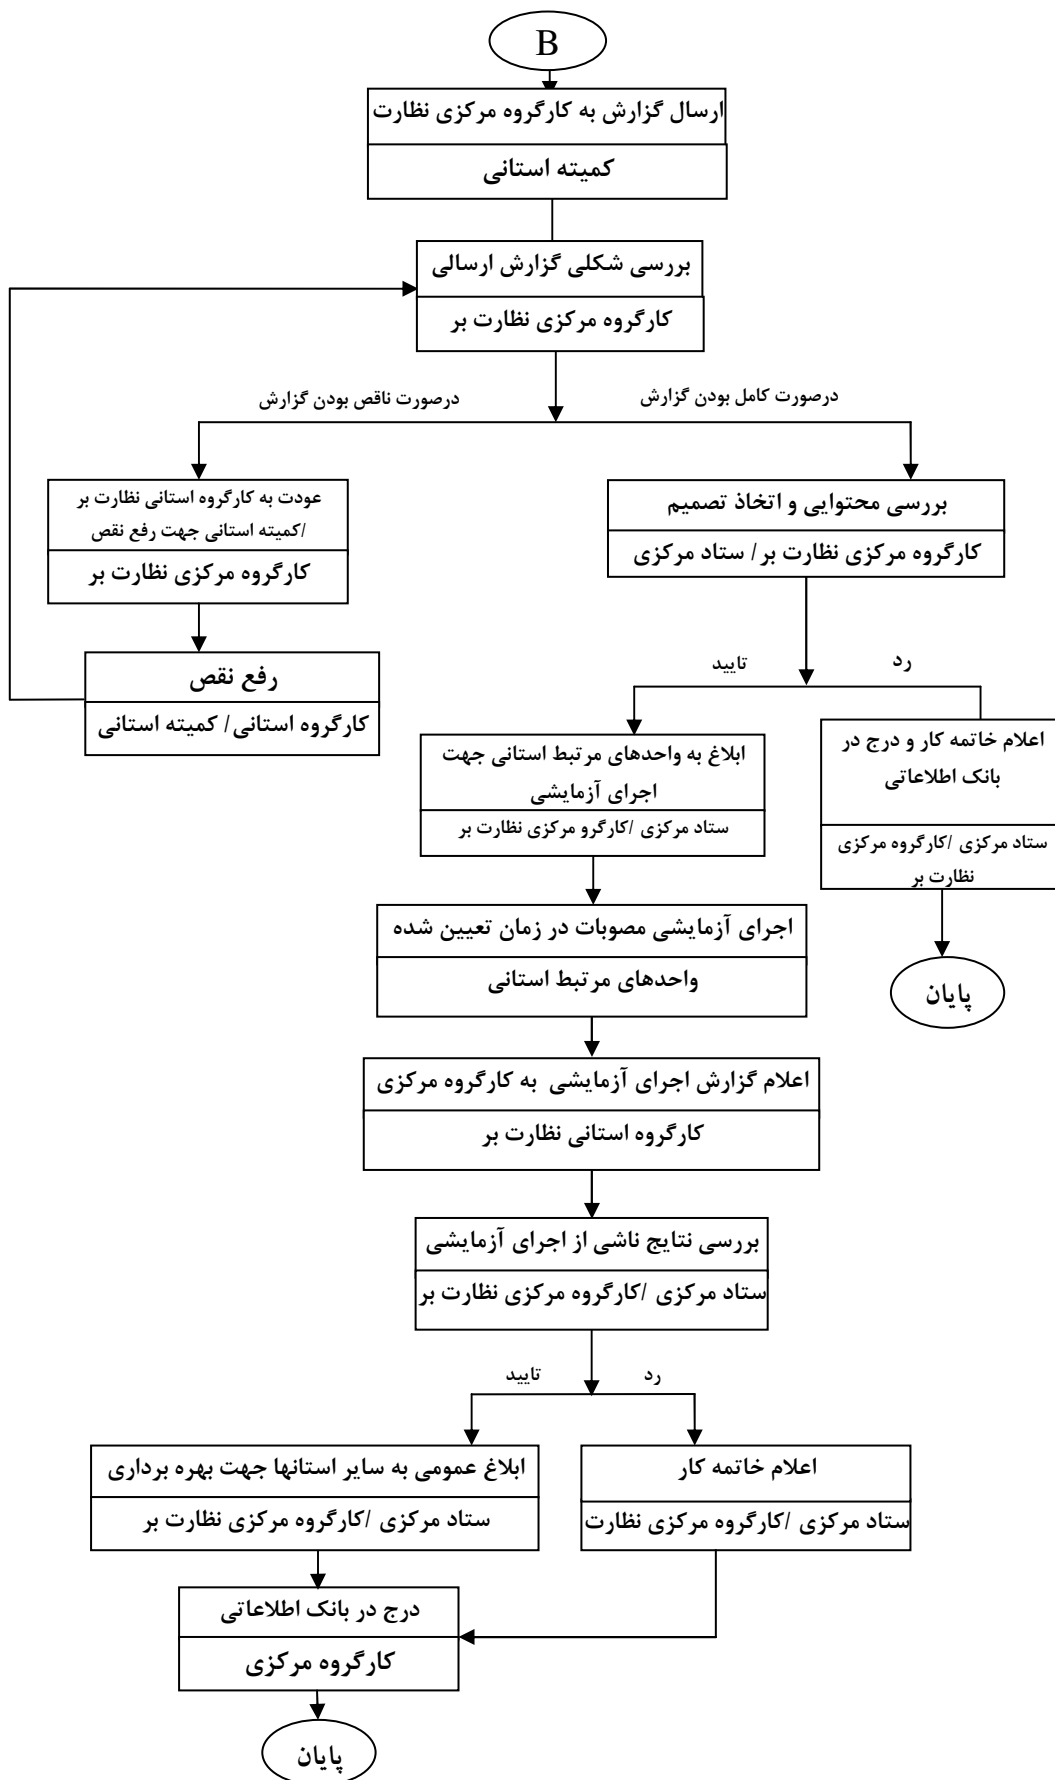 B
ارسال گزارش به کارگروه مرکزی نظارت
کمیته استانی
بررسی شکلی گزارش ارسالی
کارگروه مرکزی نظارت بر
درصورت کامل بودن گزارش
درصورت ناقص بودن گزارش
بررسی محتوایی و اتخاذ تصمیم
کارگروه مرکزی نظارت بر/ ستاد مرکزی
عودت به کارگروه استانی نظارت بر
/کمیته استانی جهت رفع نقص
کارگروه مرکزی نظارت بر
رفع نقص
کارگروه استانی/ کمیته استانی
رد
تایید
اعلام خاتمه کار و درج در
بانک اطلاعاتی
ستاد مرکزی /کارگروه مرکزی
نظارت بر
پایان
ابلاغ به واحدهای مرتبط استانی جهت
اجرای آزمایشی
ستاد مرکزی /کارگرو مرکزی نظارت بر
اجرای آزمایشی مصوبات در زمان تعیین شده
واحدهای مرتبط استانی
اعلام گزارش اجرای آزمایشی به کارگروه مرکزی
کارگروه استانی نظارت بر
بررسی نتایج ناشی از اجرای آزمایشی
ستاد مرکزی /کارگروه مرکزی نظارت بر
رد
تایید
اعلام خاتمه کار
ستاد مرکزی /کارگروه مرکزی نظارت
ابلاغ عمومی به سایر استانها جهت بهره برداری
ستاد مرکزی /کارگروه مرکزی نظارت بر
درج در بانک اطلاعاتی
کارگروه مرکزی
پایان